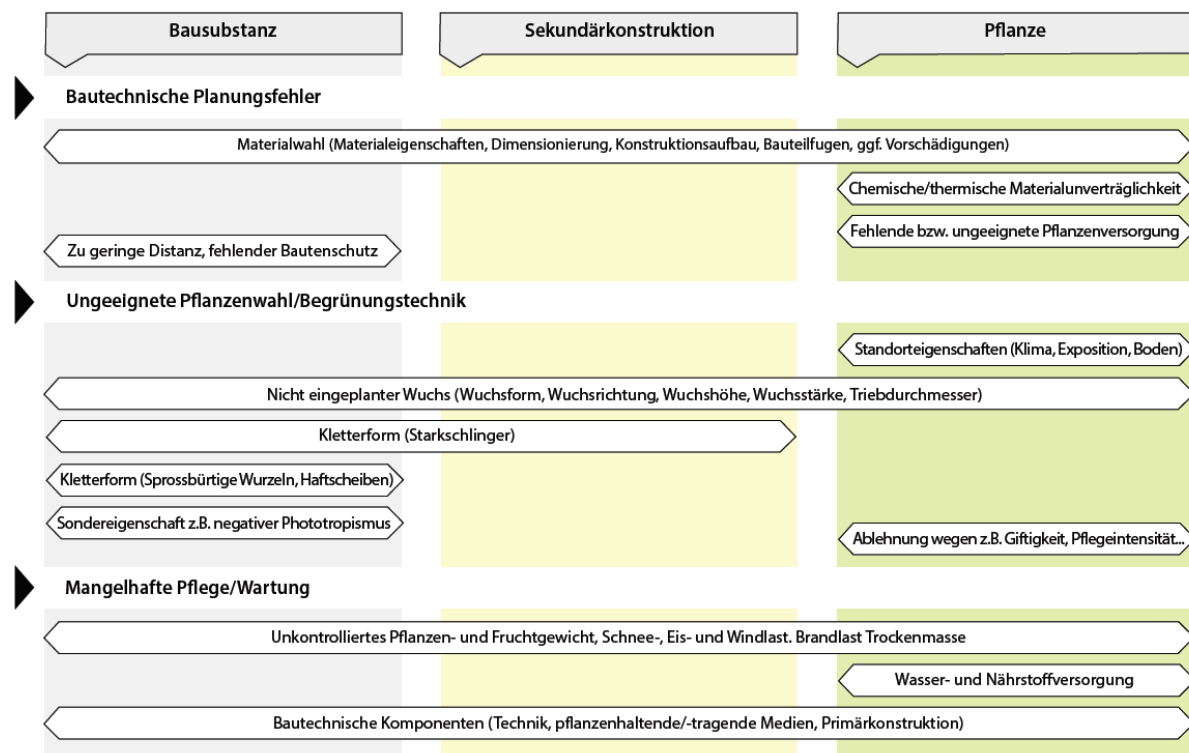 Bausubstanz
Sekundärkonstruktion
Pflanze
Bautechnische Planungsfehler
Materialwahl (Materialeigenschaften, Dimensionierung, Konstruktionsaufbau, Bauteilfugen, ggf. Vorschädigungen)
Chemische/thermische Materialunverträglichkeit
Fehlende bzw. ungeeignete Pflanzenversorgung
Zu geringe Distanz, fehlender Bautenschutz
Ungeeignete Pflanzenwahl/Begrünungstechnik
Standorteigenschaften (Klima, Exposition, Boden)
Nicht eingeplanter Wuchs (Wuchsform, Wuchsrichtung, Wuchshöhe, Wuchsstärke, Triebdurchmesser)
Kletterform (Starkschlinger)
Kletterform (Sprossbürtige Wurzeln, Haftscheiben)
Sondereigenschaft z.B. negativer Phototropismus
Ablehnung wegen z.B. Giftigkeit, Pflegeintensität...
Mangelhafte Pflege/Wartung
Unkontrolliertes Pflanzen- und Fruchtgewicht, Schnee-, Eis- und Windlast. Brandlast Trockenmasse
Wasser- und Nährstoffversorgung
Bautechnische Komponenten (Technik, pflanzenhaltende/-tragende Medien, Primärkonstruktion)